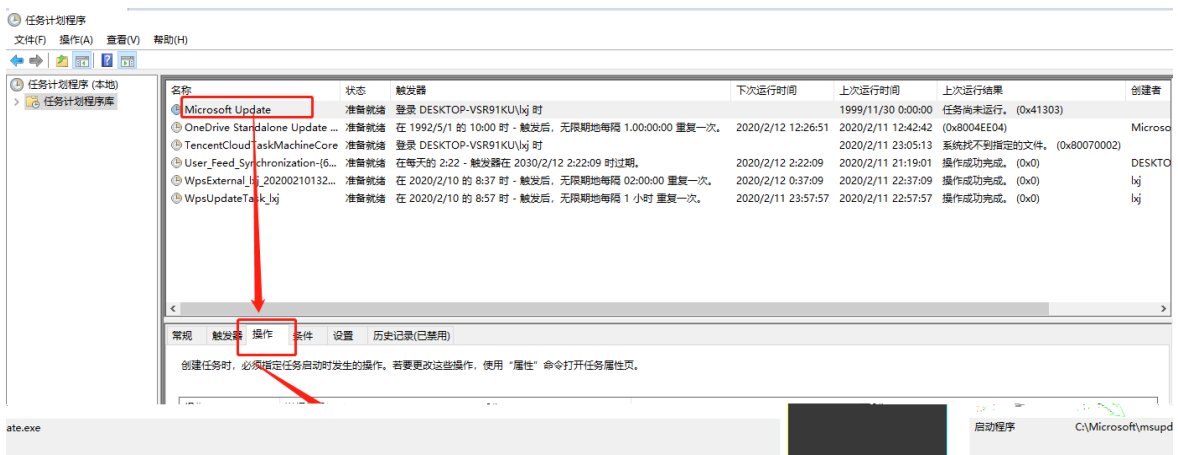 任务计划程序
文件(F) 操作(A) 查看(V) 帮助(H)
任务计划程序 (本地)
任务计划程序库
名称 状态 触发器 下次运行时间 上次运行时间 上次运行结果 创建者
Microsoft Update 准备就绪 登录 DESKTOP-VSR91KU\lxj 时 1999/11/30 0:00:00 任务尚未运行。 (0x41303)
OneDrive Standalone Update ... 准备就绪 在 1992/5/1 的 10:00 时 - 触发后，无限期地每隔 1.00:00:00 重复一次。 2020/2/12 12:26:51 2020/2/11 12:42:42 (0x8004EE04) Microso
TencentCloudTaskMachineCore 准备就绪 登录 DESKTOP-VSR91KU\lxj 时 2020/2/11 23:05:13 系统找不到指定的文件。 (0x80070002)
User_Feed_Synchronization-{6... 准备就绪 在每天的 2:22 - 触发器在 2030/2/12 2:22:09 时过期。 2020/2/12 2:22:09 2020/2/11 21:19:01 操作成功完成。 (0x0) DESKTO
WpsExternal_lxj_20200210132... 准备就绪 在 2020/2/10 的 8:37 时 - 触发后，无限期地每隔 02:00:00 重复一次。 2020/2/12 0:37:09 2020/2/11 22:37:09 操作成功完成。 (0x0) lxj
WpsUpdateTask_lxj 准备就绪 在 2020/2/10 的 8:57 时 - 触发后，无限期地每隔 1 小时 重复一次。 2020/2/11 23:57:57 2020/2/11 22:57:57 操作成功完成。 (0x0) lxj
常规 触发器 操作 条件 设置 历史记录(已禁用)
创建任务时，必须指定任务启动时发生的操作。若要更改这些操作，使用“属性”命令打开任务属性页。
ate.exe 启动程序 C:\Microsoft\msupd